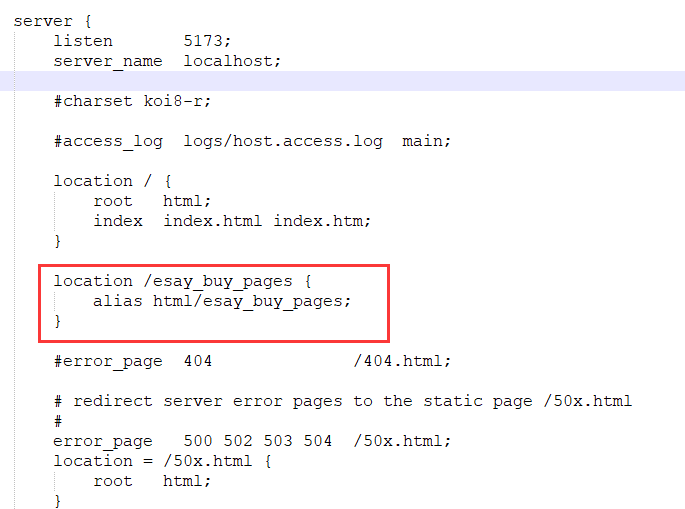 server {
    listen       5173;
    server_name  localhost;
    #charset koi8-r;
    #access_log  logs/host.access.log  main;
    location / {
        root   html;
        index  index.html index.htm;
    }
    location /esay_buy_pages {
        alias html/esay_buy_pages;
    }
    #error_page  404              /404.html;
    # redirect server error pages to the static page /50x.html
    #
    error_page   500 502 503 504  /50x.html;
    location = /50x.html {
        root   html;
    }